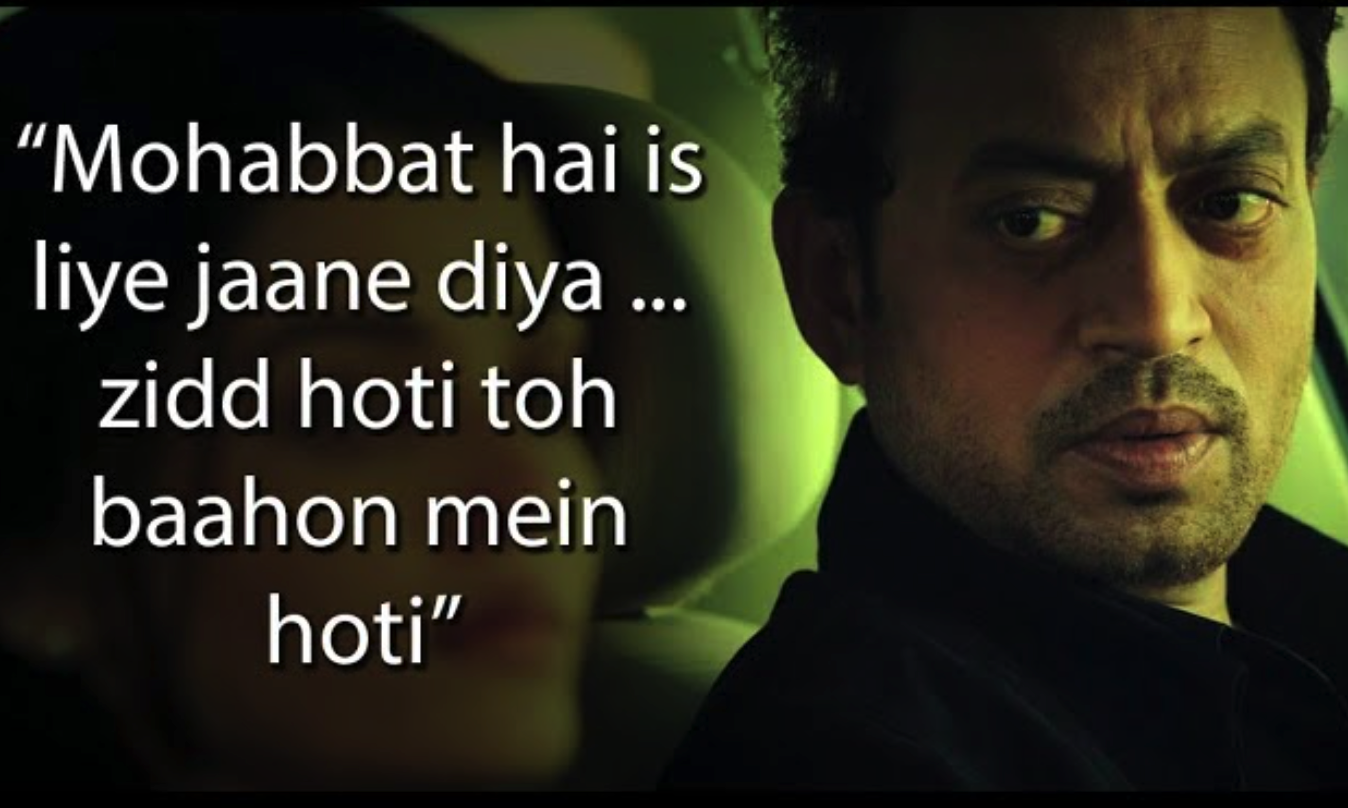 “Mohabbat hai is
liye jaane diya ...
zidd hoti toh
baahon mein
hoti”